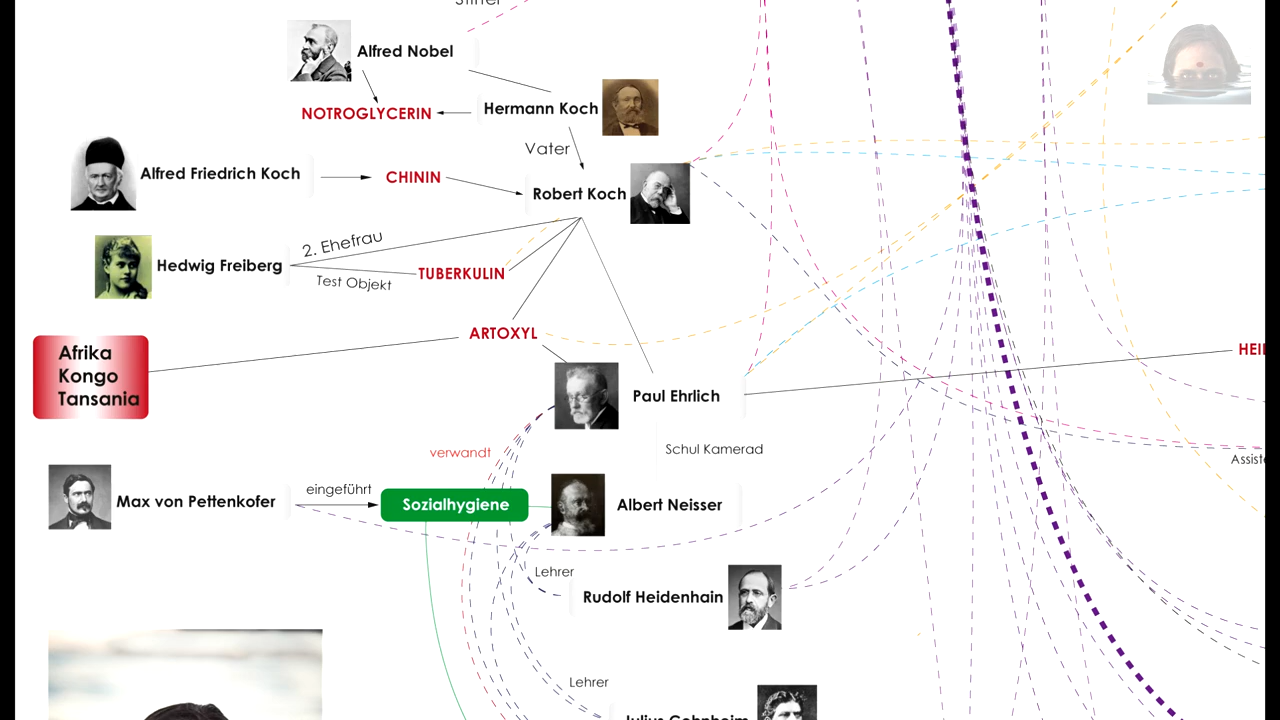 Stifter
Alfred Nobel
NOTROGLYCERIN
Hermann Koch
Vater
Alfred Friedrich Koch
CHININ
Robert Koch
2. Ehefrau
Hedwig Freiberg
Test Objekt
TUBERKULIN
ARTOXYL
Afrika
Kongo
Tansania
HEI
Paul Ehrlich
verwandt
Schul Kamerad
Assist
Max von Pettenkofer
eingeführt
Sozialhygiene
Albert Neisser
Lehrer
Rudolf Heidenhain
Lehrer
Julius Cohnheim